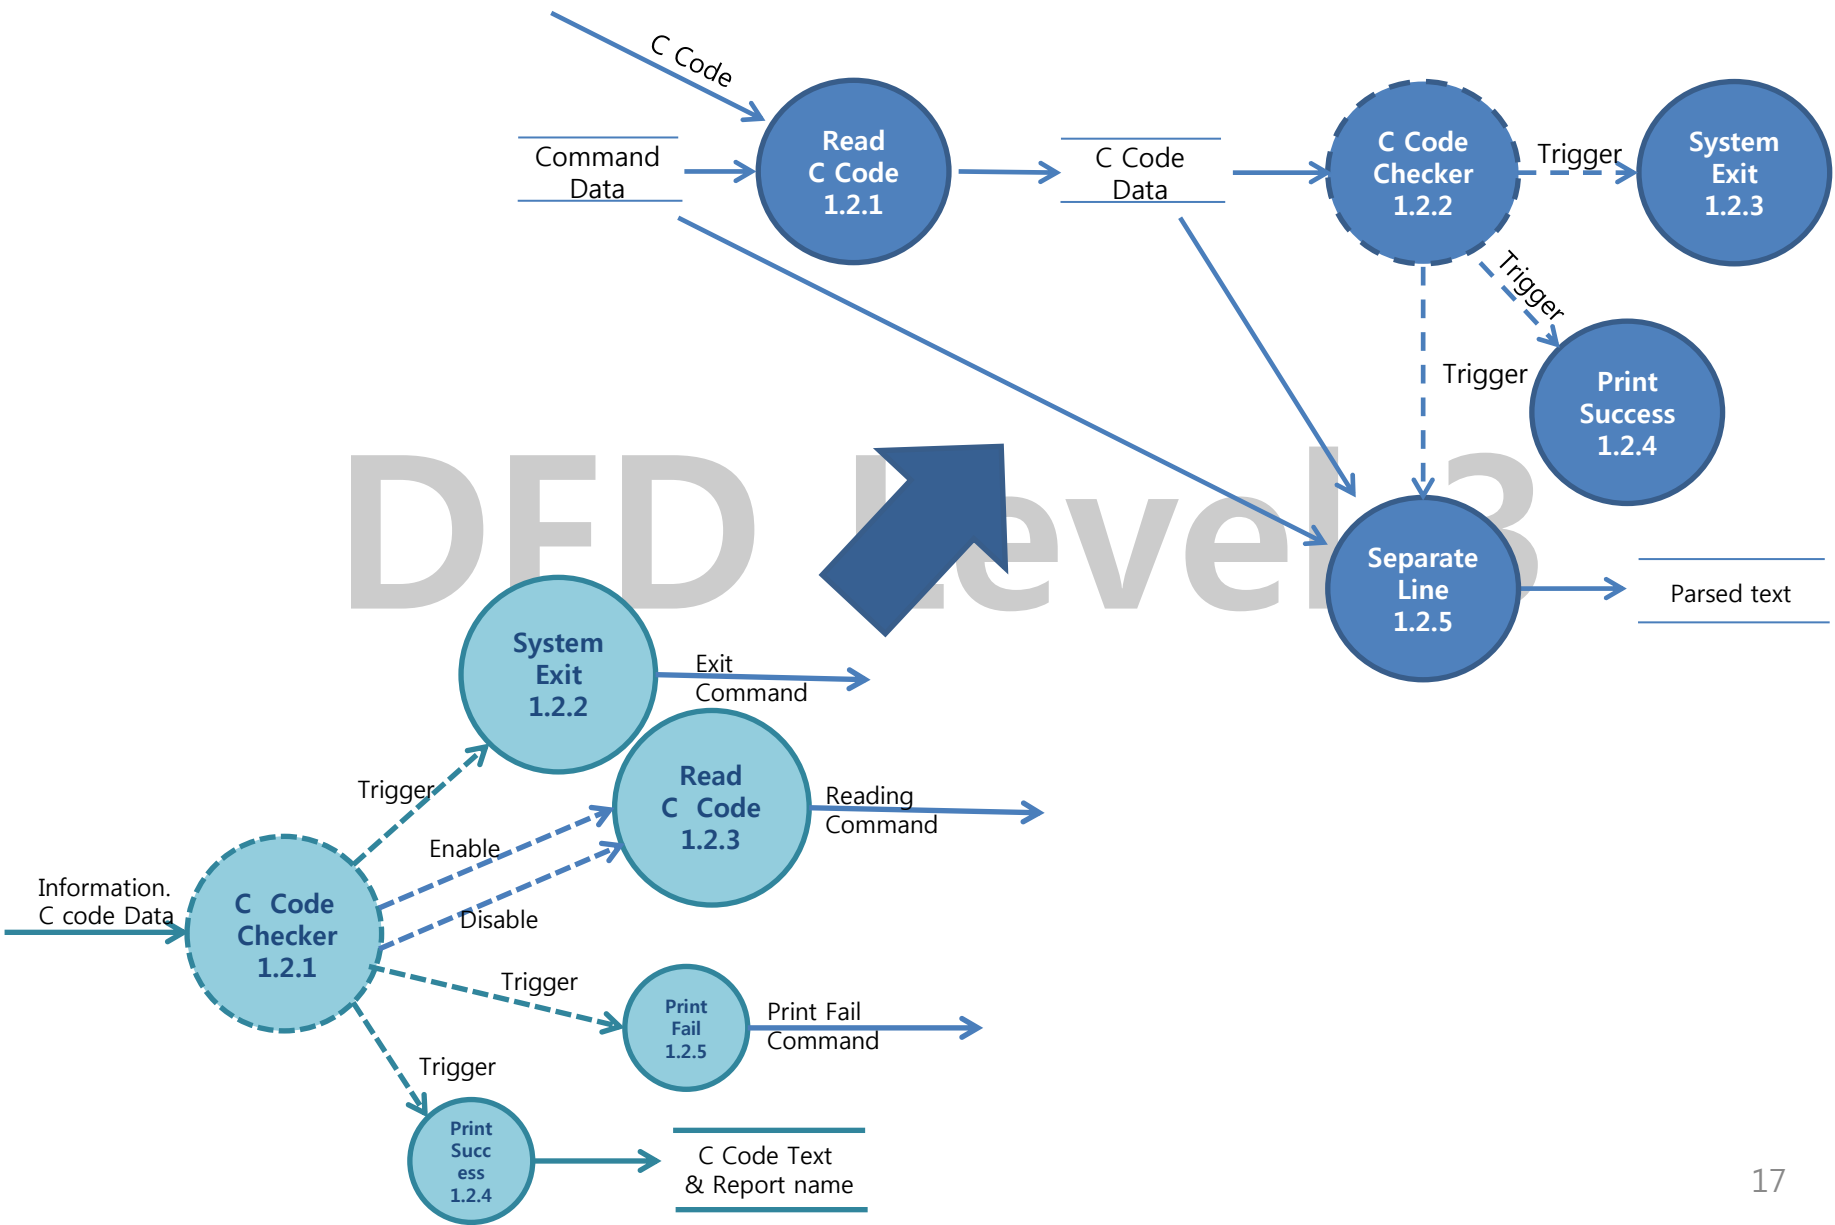 C Code
Command
Data
Read
C Code
1.2.1
C Code
Data
C Code
Checker
1.2.2
Trigger
System
Exit
1.2.3
Trigger
Trigger
Print
Success
1.2.4
DFD Level 3
Separate
Line
1.2.5
Parsed text
System
Exit
1.2.2
Exit
Command
Trigger
Read
C Code
1.2.3
Reading
Command
Enable
Disable
Information.
C code Data
C Code
Checker
1.2.1
Trigger
Print
Fail
1.2.5
Print Fail
Command
Trigger
Print
Succ
ess
1.2.4
C Code Text
& Report name
17